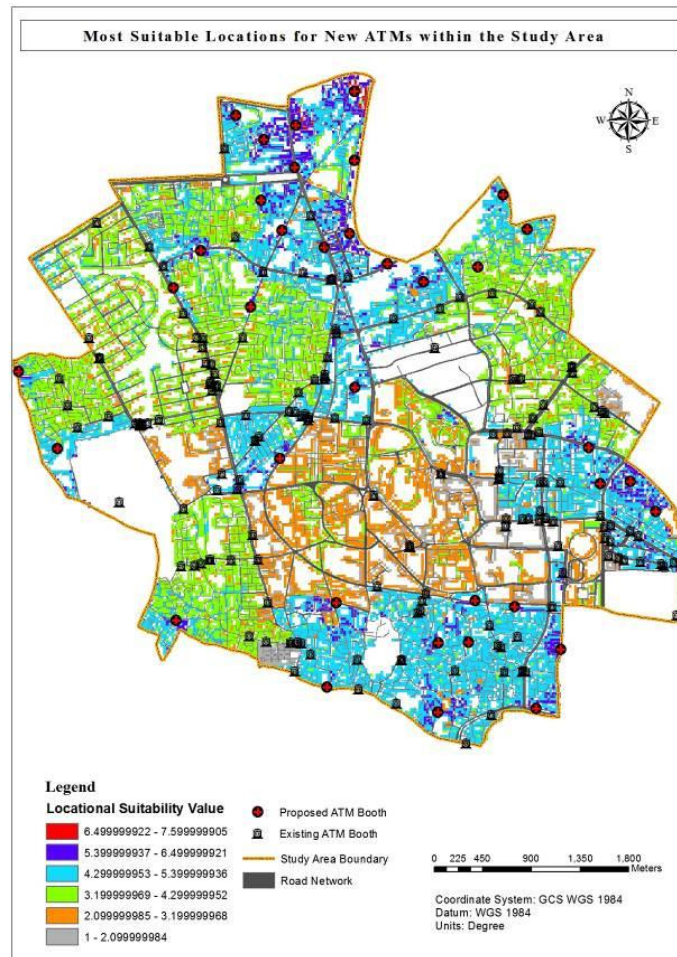 Most Suitable Locations for New ATMs within the Study Area
N
W E
S
Legend
Locational Suitability Value
6.499999922 - 7.599999905
5.399999937 - 6.499999921
4.299999953 - 5.399999936
3.199999969 - 4.299999952
2.099999985 - 3.199999968
1 - 2.099999984
Proposed ATM Booth
Existing ATM Booth
Study Area Boundary
Road Network
0 225 450 900 1,350 1,800
Meters
Coordinate System: GCS WGS 1984
Datum: WGS 1984
Units: Degree